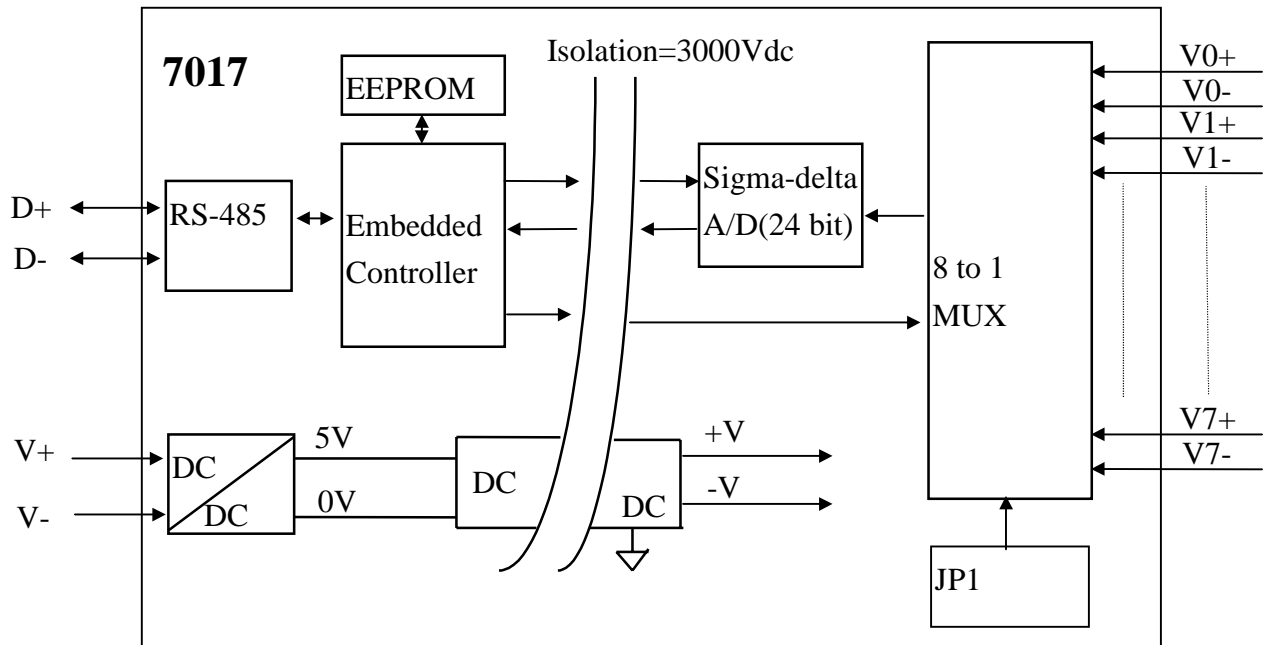 7017
Isolation=3000Vdc
EEPROM
RS-485
Embedded
Controller
Sigma-delta
A/D(24 bit)
8 to 1
MUX
V0+
V0-
V1+
V1-
V7+
V7-
D+
D-
V+
V-
DC
DC
5V
0V
DC
DC
+V
-V
JP1